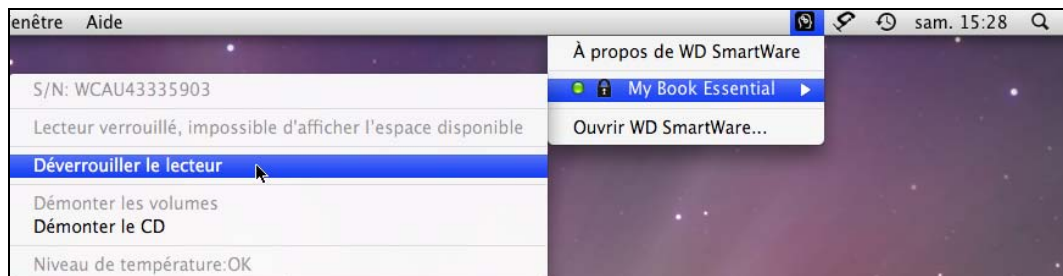 enêtre Aide sam. 15:28
À propos de WD SmartWare
My Book Essential
Ouvrir WD SmartWare...
S/N: WCAU43335903
Lecteur verrouillé, impossible d'afficher l'espace disponible
Déverrouiller le lecteur
Démonter les volumes
Démonter le CD
Niveau de température:OK